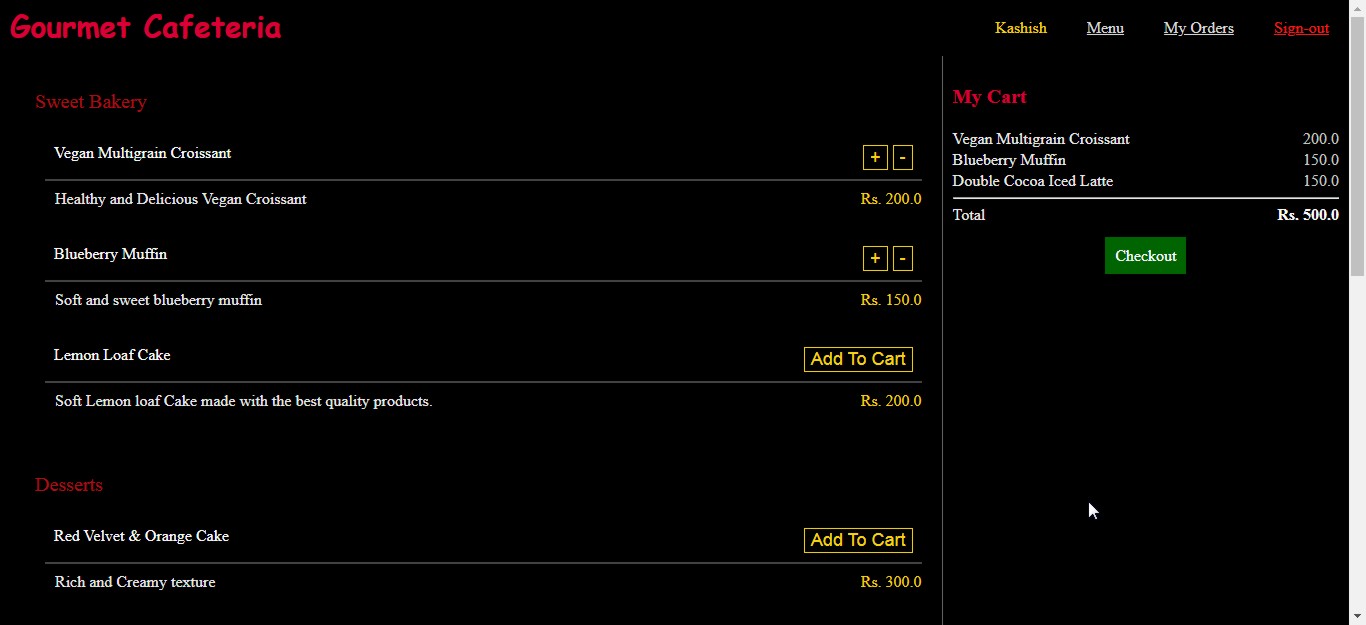 Gourmet Cafeteria
Kashish Menu My Orders Sign-out
Sweet Bakery
Vegan Multigrain Croissant + -
Healthy and Delicious Vegan Croissant Rs. 200.0
Blueberry Muffin + -
Soft and sweet blueberry muffin Rs. 150.0
Lemon Loaf Cake Add To Cart
Soft Lemon loaf Cake made with the best quality products. Rs. 200.0
Desserts
Red Velvet & Orange Cake Add To Cart
Rich and Creamy texture Rs. 300.0
My Cart
Vegan Multigrain Croissant 200.0
Blueberry Muffin 150.0
Double Cocoa Iced Latte 150.0
Total Rs. 500.0
Checkout